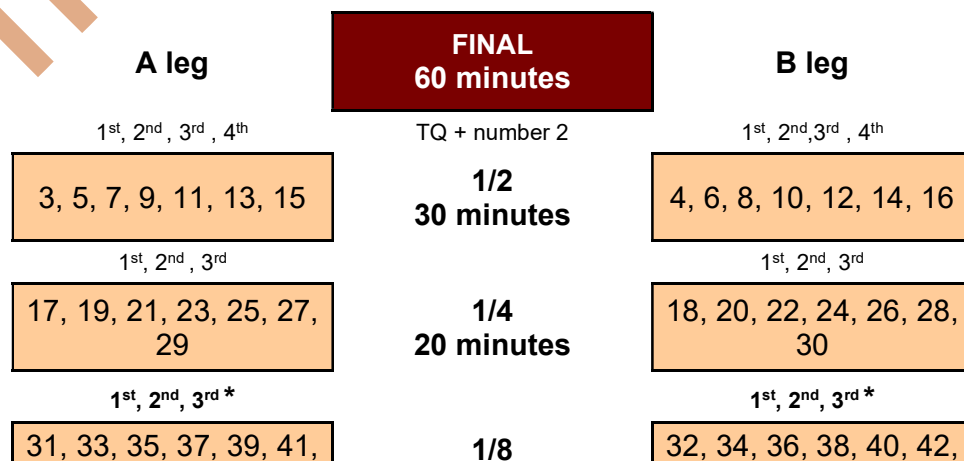 A leg
FINAL
60 minutes
B leg
1st, 2nd , 3rd , 4th
TQ + number 2
1st, 2nd,3rd , 4th
3, 5, 7, 9, 11, 13, 15
1/2
30 minutes
4, 6, 8, 10, 12, 14, 16
1st, 2nd , 3rd
1st, 2nd, 3rd
17, 19, 21, 23, 25, 27,
29
1/4
20 minutes
18, 20, 22, 24, 26, 28,
30
1st, 2nd, 3rd *
1st, 2nd, 3rd *
31, 33, 35, 37, 39, 41,
1/8
32, 34, 36, 38, 40, 42,